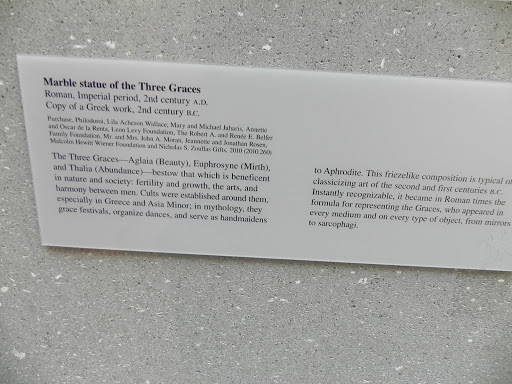 Marble statue of the Three Graces
Roman, Imperial period, 2nd century A.D.
Copy of a Greek work, 2nd century B.C.
Purchase, Philodoroi, Lila Acheson Wallace, Mary and Michael Jaharis, Annette
and Oscar de la Renta, Leon Levy Foundation, The Robert A. and Renée E. Belfer
Family Foundation, Mr. and Mrs. John A. Moran, Jeannette and Jonathan Rosen,
Malcolm Hewitt Wiener Foundation and Nicholas S. Zoullas Gifts, 2010 (2010.260)
The Three Graces—Aglaia (Beauty), Euphrosyne (Mirth),
and Thalia (Abundance)—bestow that which is beneficent
in nature and society: fertility and growth, the arts, and
harmony between men. Cults were established around them,
especially in Greece and Asia Minor; in mythology, they
grace festivals, organize dances, and serve as handmaidens
to Aphrodite. This friezelike composition is typical of
classicizing art of the second and first centuries B.C.
Instantly recognizable, it became in Roman times the
formula for representing the Graces, who appeared in
every medium and on every type of object, from mirrors
to sarcophagi.